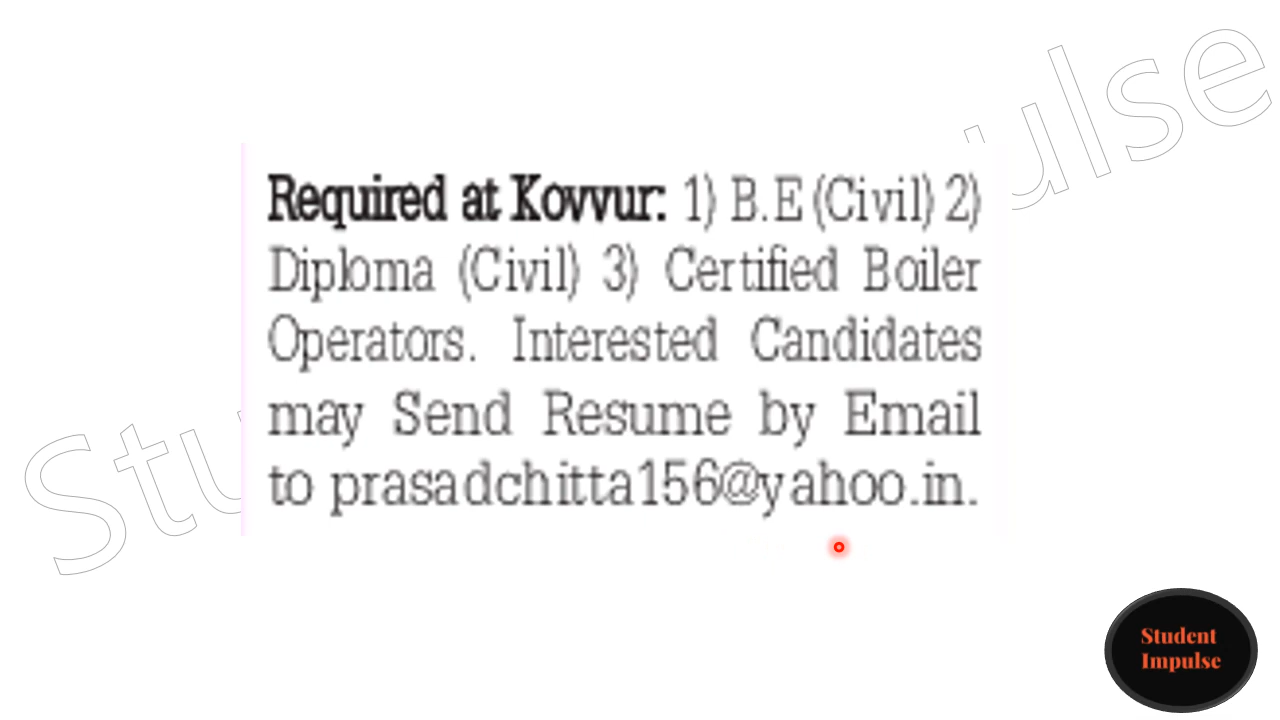 Required at Kovvur: 1) B.E (Civil) 2)
Diploma (Civil) 3) Certified Boiler
Operators. Interested Candidates
may Send Resume by Email
to prasadchitta156@yahoo.in.
Student
Impulse